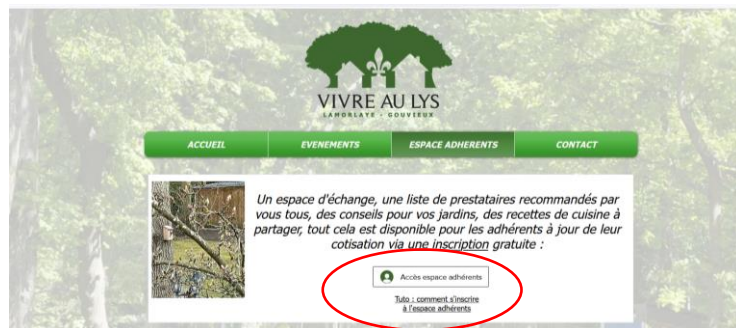 VIVRE AU LYS
LAMORLAYE - GOUVIEUX
ACCUEIL EVENEMENTS ESPACE ADHERENTS CONTACT
Un espace d'échange, une liste de prestataires recommandés par
vous tous, des conseils pour vos jardins, des recettes de cuisine à
partager, tout cela est disponible pour les adhérents à jour de leur
cotisation via une inscription gratuite :
Accès espace adhérents
Tuto : comment s'inscrire
à l'espace adhérents